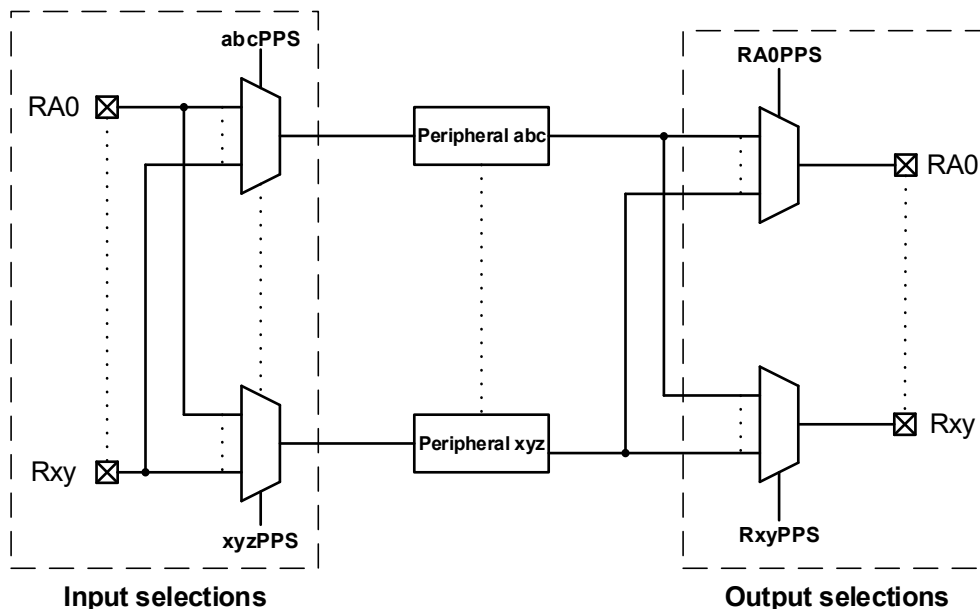 abcPPS
RA0PPS
RA0
Peripheral abc
RA0
Peripheral xyz
Rxy
Rxy
xyzPPS
RxyPPS
Input selections
Output selections